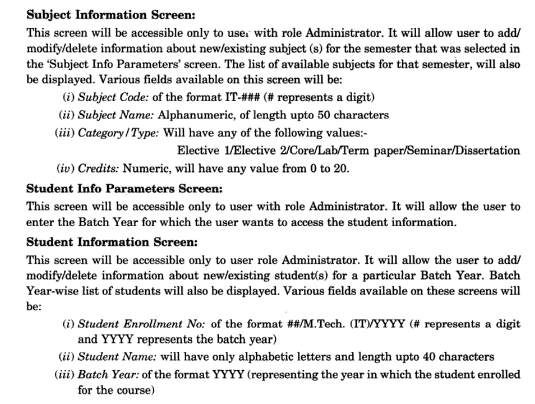 Subject Information Screen:
This screen will be accessible only to user with role Administrator. It will allow user to add/
modify/delete information about new/existing subject (s) for the semester that was selected in
the 'Subject Info Parameters' screen. The list of available subjects for that semester, will also
be displayed. Various fields available on this screen will be:
(i) Subject Code: of the format IT-### (# represents a digit)
(ii) Subject Name: Alphanumeric, of length upto 50 characters
(iii) Category/Type: Will have any of the following values:-
Elective 1/Elective 2/Core/Lab/Term paper/Seminar/Dissertation
(iv) Credits: Numeric, will have any value from 0 to 20.
Student Info Parameters Screen:
This screen will be accessible only to user with role Administrator. It will allow the user to
enter the Batch Year for which the user wants to access the student information.
Student Information Screen:
This screen will be accessible only to user role Administrator. It will allow the user to add/
modify/delete information about new/existing student(s) for a particular Batch Year. Batch
Year-wise list of students will also be displayed. Various fields available on these screens will
be:
(i) Student Enrollment No: of the format ##/M.Tech. (IT)/YYYY (# represents a digit
and YYYY represents the batch year)
(ii) Student Name: will have only alphabetic letters and length upto 40 characters
(iii) Batch Year: of the format YYYY (representing the year in which the student enrolled
for the course)